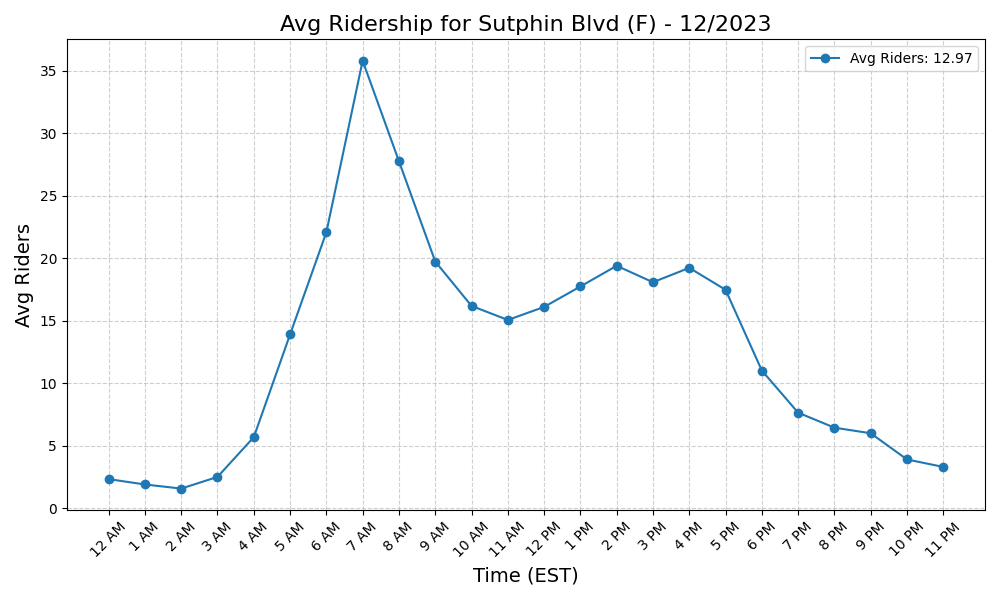 Avg Ridership for Sutphin Blvd (F) - 12/2023
Avg Riders: 12.97
Avg Riders
35
30
25
20
15
10
5
0
12 AM
1 AM
2 AM
3 AM
4 AM
5 AM
6 AM
7 AM
8 AM
9 AM
10 AM
11 AM
12 PM
1 PM
2 PM
3 PM
4 PM
5 PM
6 PM
7 PM
8 PM
9 PM
10 PM
11 PM
Time (EST)